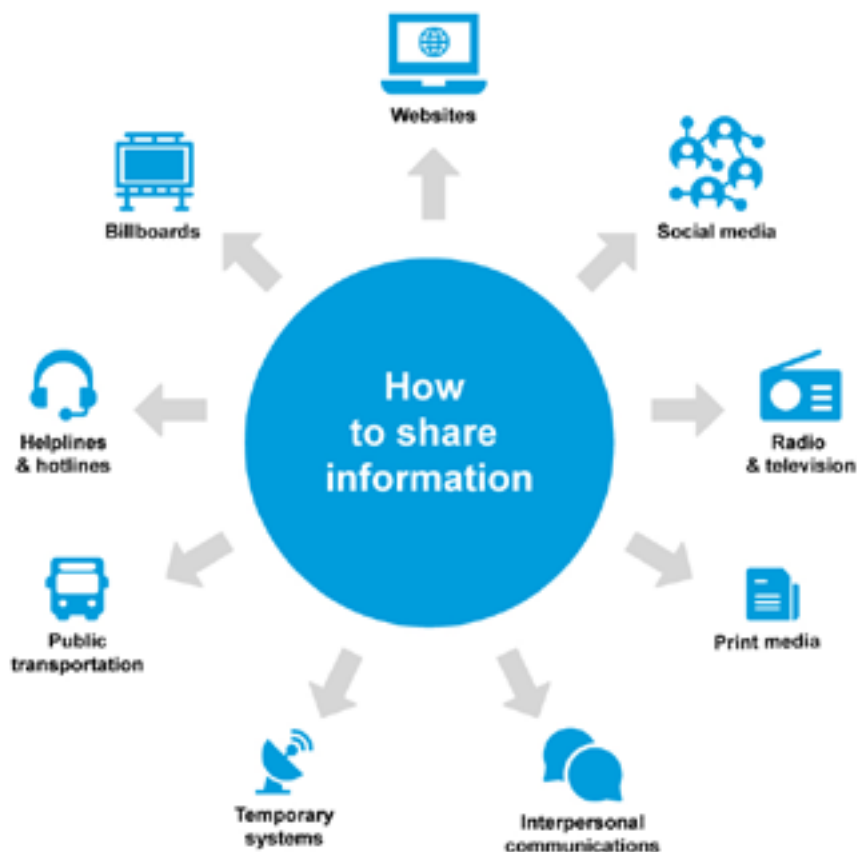 Websites
Social media
Billboards
How
to share
information
Helplines
& hotlines
Radio
& television
Public
transportation
Print media
Temporary
systems
Interpersonal
communications